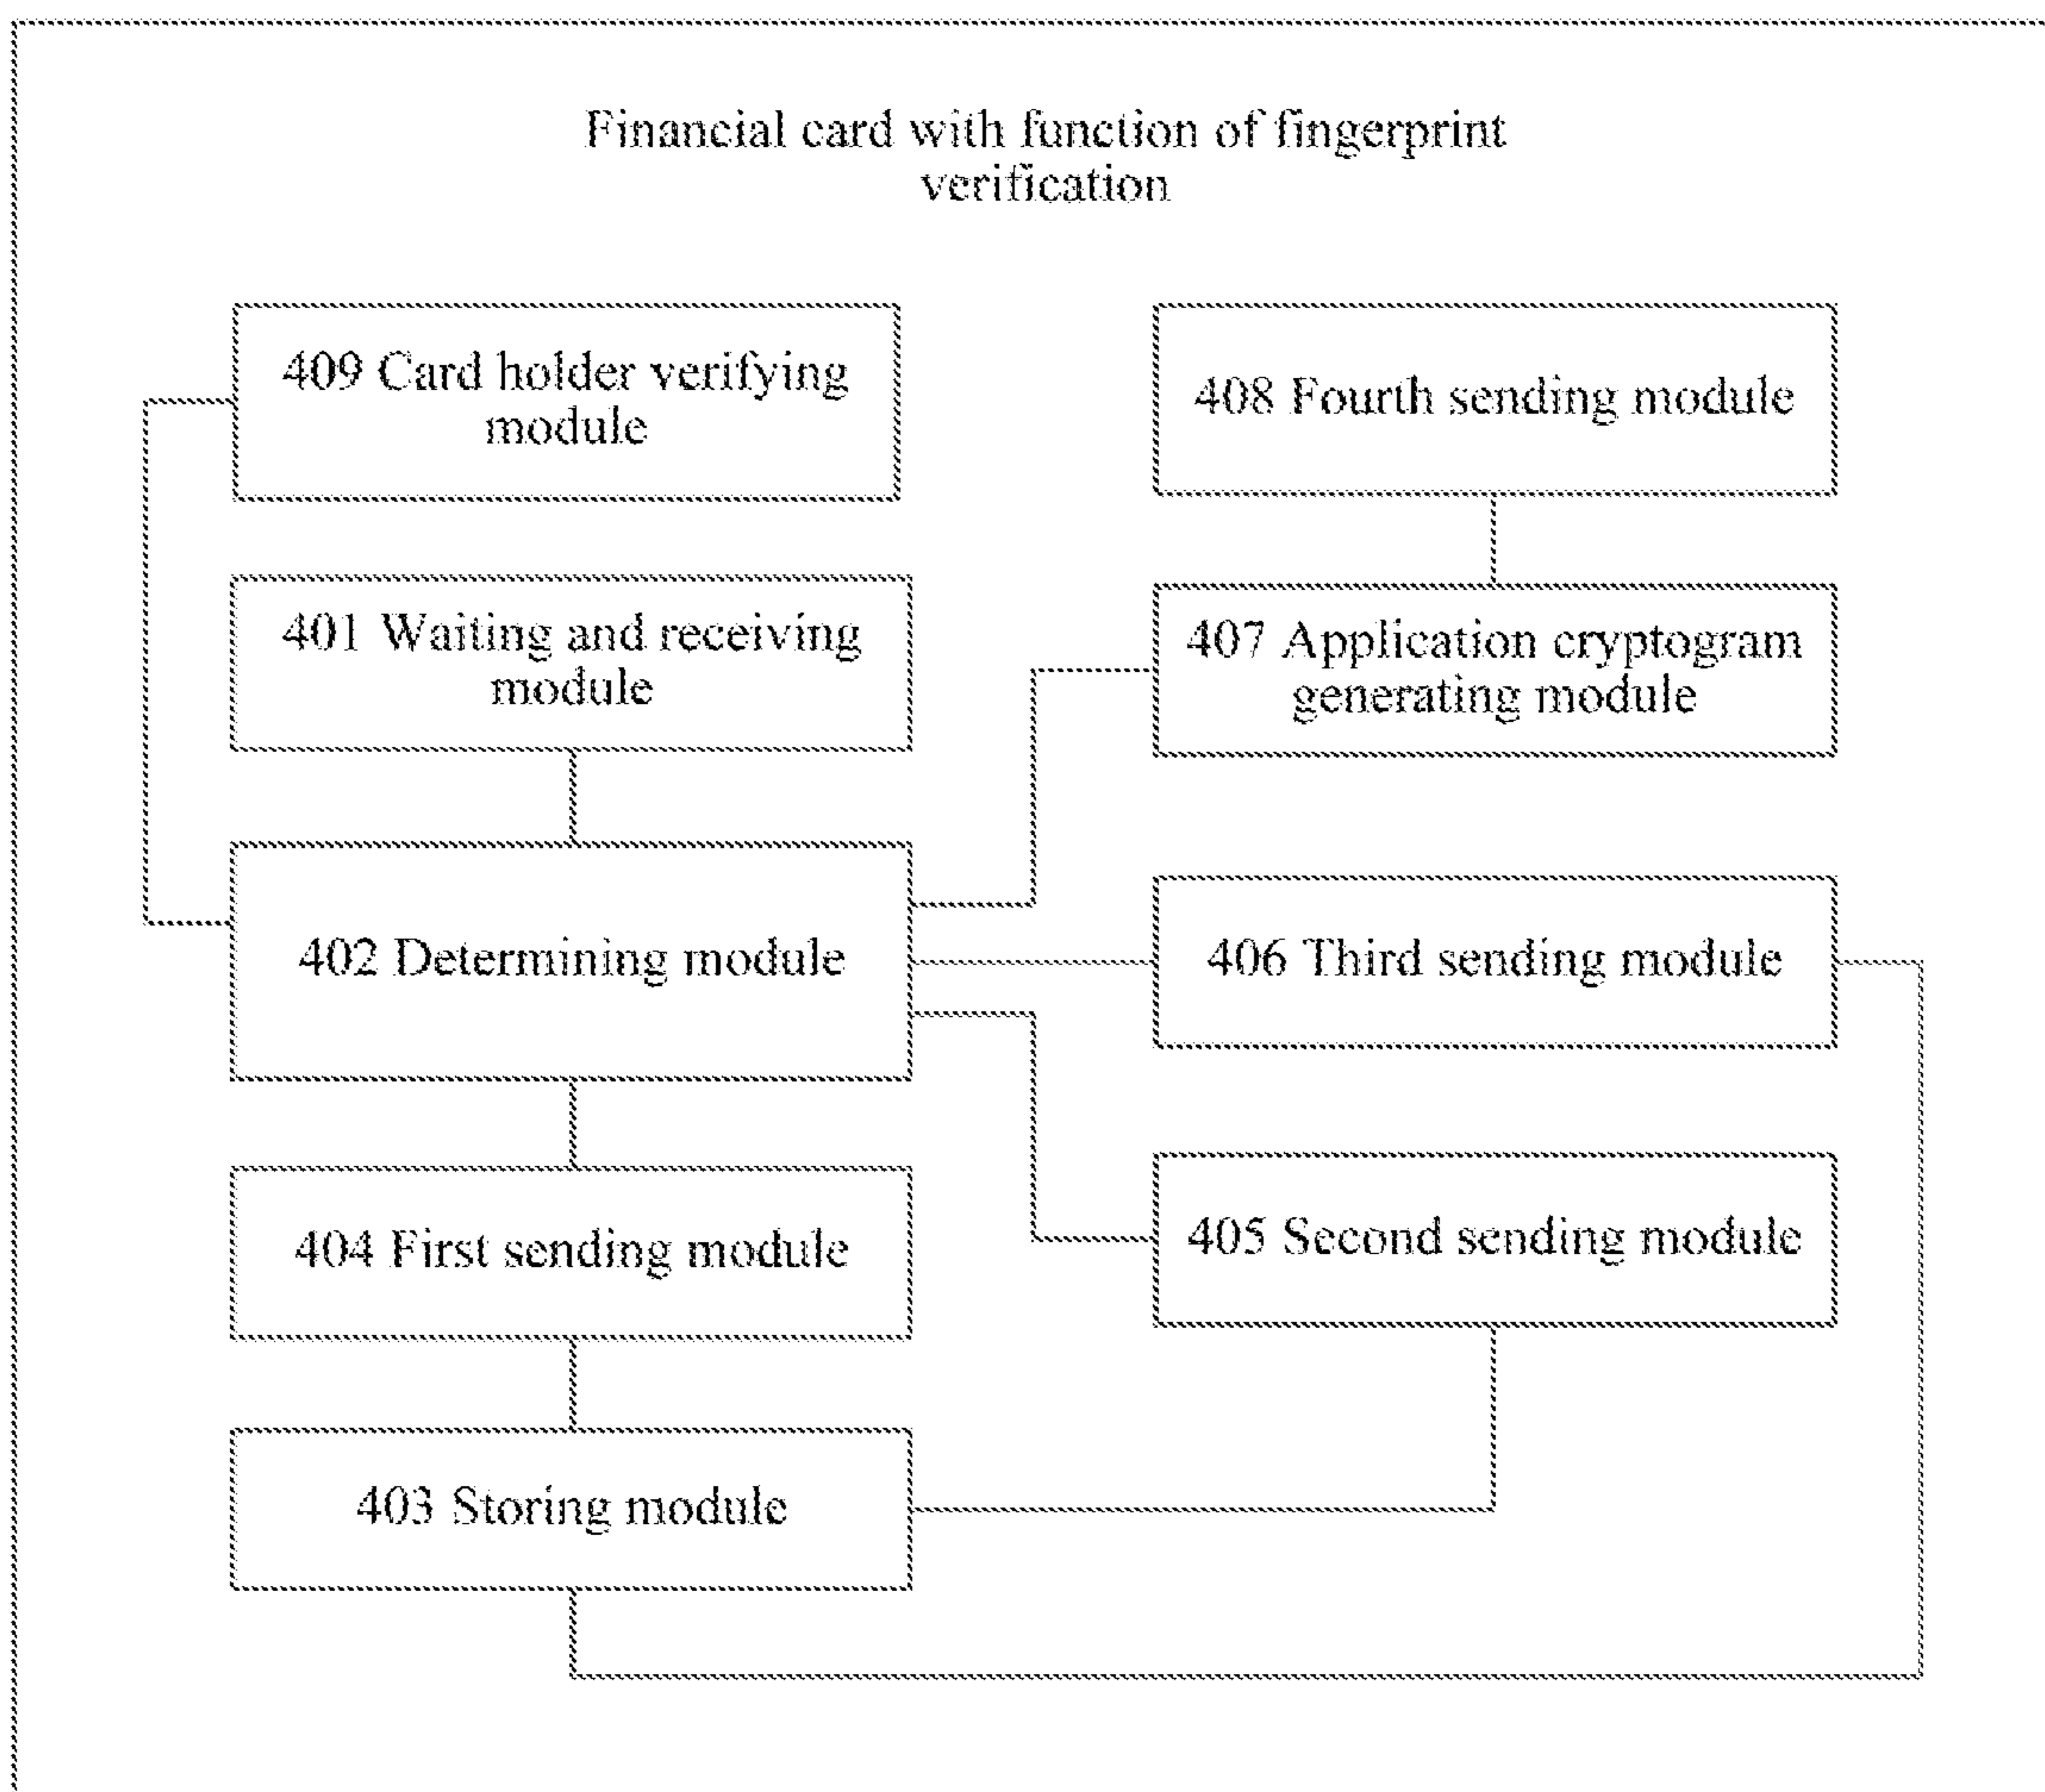 Financial card with function of fingerprint
verification
409 Card holder verifying
module
408 Fourth sending module
401 Waiting and receiving
module
407 Application cryptogram
generating module
402 Determining module
406 Third sending module
404 First sending module
405 Second sending module
403 Storing module